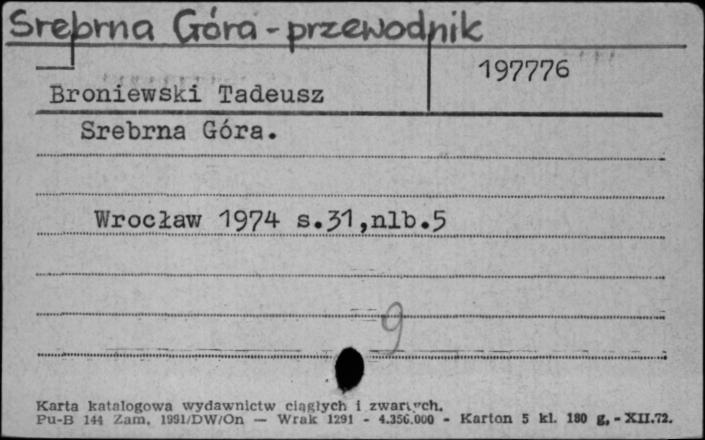 Srebrna Góra - przewodnik
197776
Broniewski Tadeusz
Srebrna Góra.
Wrocław 1974 s.31,nlb.5
9
Karta katalogowa wydawnictw ciągłych i zwartych.
Pu-B 144 Zam. 1991/DW/On — Wrak 1291 - 4.356.000 - Karton 5 kl. 180 g. - XII.72.